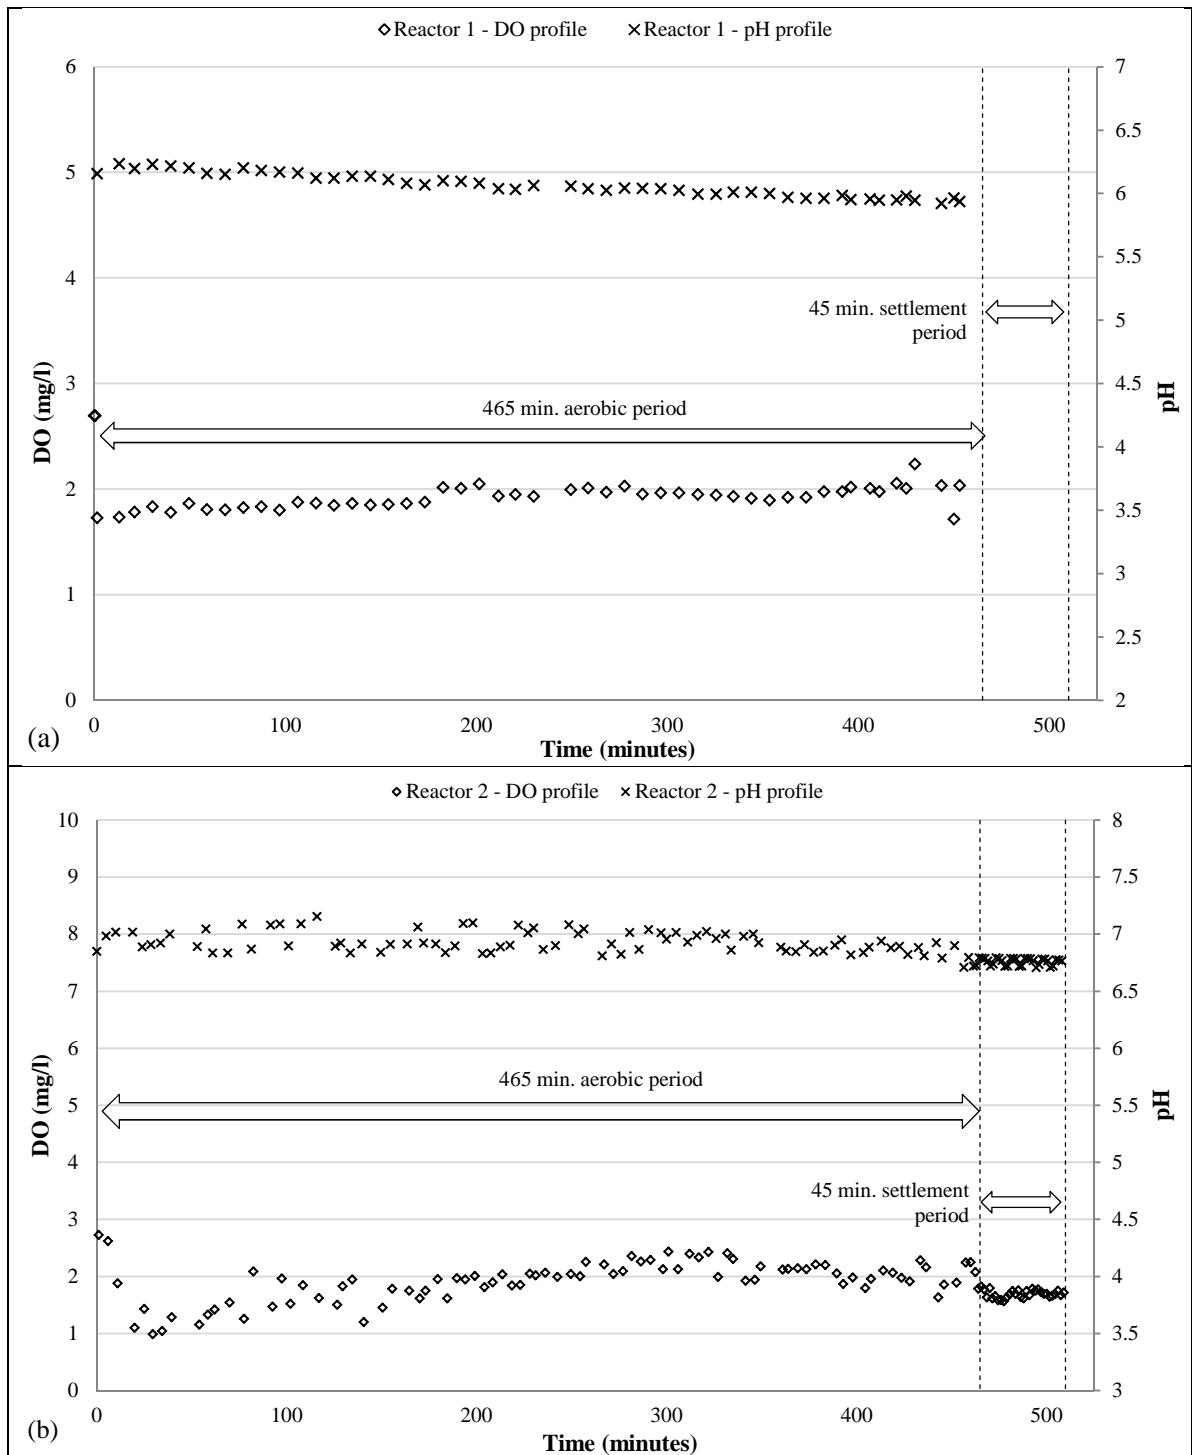 Reactor 1 - DO profile Reactor 1 - pH profile
6 7
6.5
5 6
5.5
4
45 min. settlement
period
5
3 4.5
465 min. aerobic period
DO (mg/l) pH
4
2
3.5
1 3
2.5
0 2
0 100 200 300 400 500
(a) Time (minutes)
Reactor 2 - DO profile Reactor 2 - pH profile
10 8
9 7.5
8 7
7 6.5
6 6
465 min. aerobic period
DO (mg/l) pH
5 5.5
4 5
45 min. settlement
period
3 4.5
2 4
1 3.5
0 3
0 100 200 300 400 500
(b) Time (minutes)